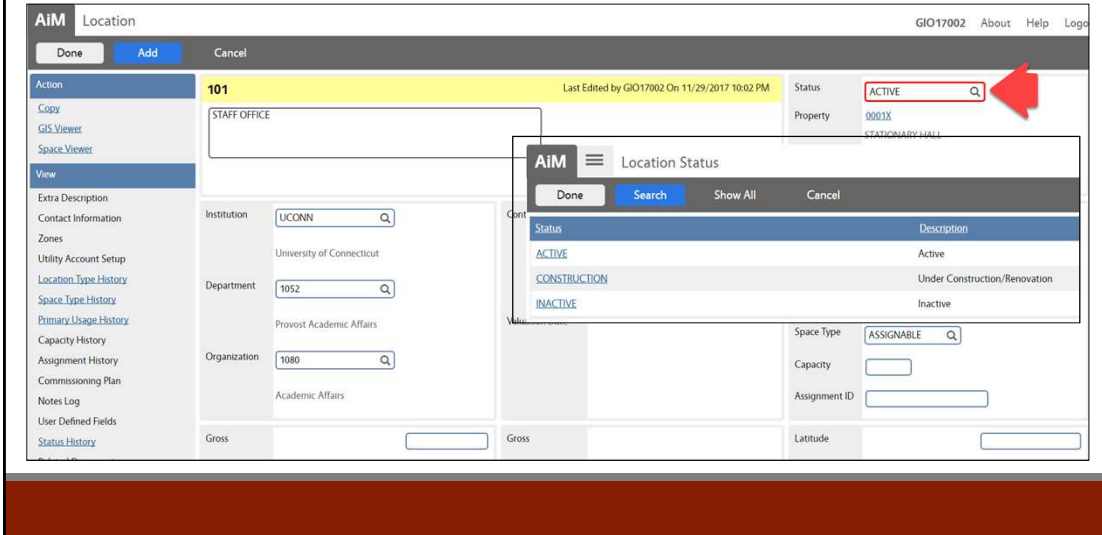 AiM Location GIO17002 About Help Logo
Done Add Cancel
Action
Copy
GIS Viewer
Space Viewer
View
Extra Description
Contact Information
Zones
Utility Account Setup
Location Type History
Space Type History
Primary Usage History
Capacity History
Assignment History
Commissioning Plan
Notes Log
User Defined Fields
Status History
101 Last Edited by GIO17002 On 11/29/2017 10:02 PM
STAFF OFFICE
Status ACTIVE
Property 0001X
STATIONARY HALL
Institution UCONN
University of Connecticut
Department 1052
Provost Academic Affairs
Organization 1080
Academic Affairs
Cont
AiM Location Status
Done Search Show All Cancel
Status Description
ACTIVE Active
CONSTRUCTION Under Construction/Renovation
INACTIVE Inactive
Space Type ASSIGNABLE
Capacity
Assignment ID
Gross Gross Latitude